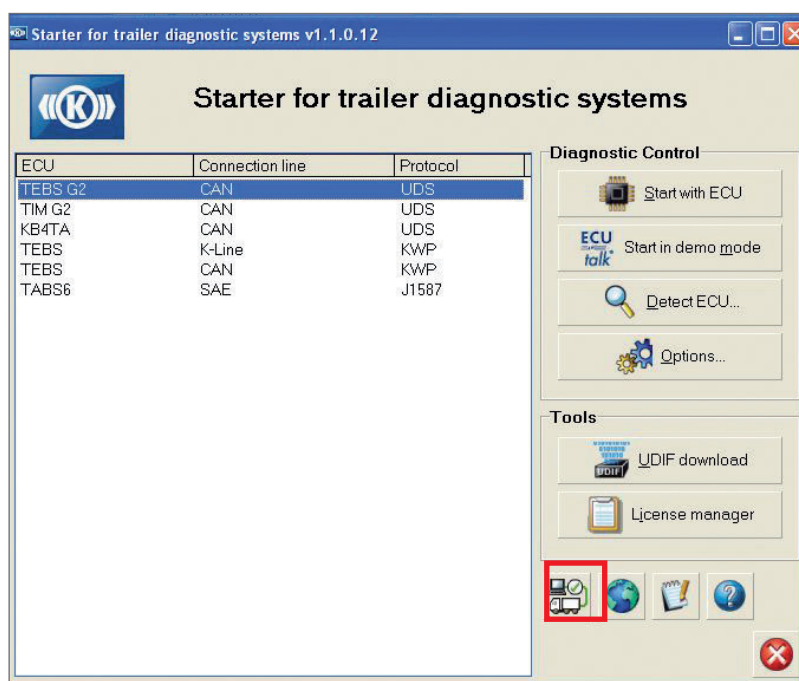 Starter for trailer diagnostic systems v1.1.0.12
K
Starter for trailer diagnostic systems
ECU Connection line Protocol
TEBS G2 CAN UDS
TIM G2 CAN UDS
KB4TA CAN UDS
TEBS K-Line KWP
TEBS CAN KWP
TABS6 SAE J1587
Diagnostic Control
Start with ECU
ECU
talk
Start in demo mode
Detect ECU...
Options...
Tools
UDIF
UDIF download
License manager
?